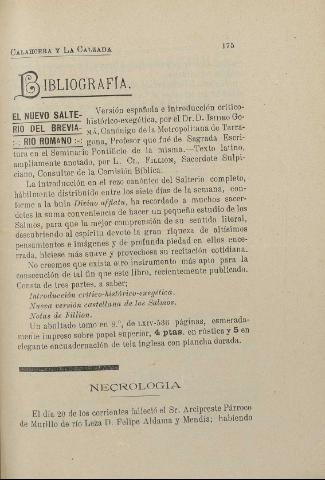 CALAHORRA Y LA CALZADA 175
BIBLIOGRAFÍA.
EL NUEVO SALTE-
RIO DEL BREVIA-
RIO ROMANO
Versión española e introducción crítico-
histórico-exegética, por el Dr. D. Isidro Go-
MÁ, Canónigo de la Metropolitana de Tarra-
gona, Profesor que fué de Sagrada Escri-
tura en el Seminario Pontificio de la misma.—Texto latino,
ampliamente anotado, por L. Cl. FILLION, Sacerdote Sulpi-
ciano, Consultor de la Comisión Bíblica.
La introducción en el rezo canónico del Salterio completo,
hábilmente distribuído entre los siete días de la semana, con-
forme a la bula Divino afflatu, ha recordado a muchos sacer-
dotes la suma conveniencia de hacer un pequeño estudio de los
Salmos, para que la mejor comprensión de su sentido literal,
descubriendo al espíritu devoto la gran riqueza de altísimos
pensamientos e imágenes y de profunda piedad en ellos ence-
rrada, hiciese más suave y provechosa su recitación cotidiana.
No creemos que exista otro instrumento más apto para la
consecución de tal fin que este libro, recientemente publicado.
Consta de tres partes, a saber;
Introducción crítico-histórico-exegética.
Nueva versión castellana de los Salmos.
Notas de Fillion.
Un abultado tomo en 8.º, de LXIV-536 páginas, esmerada-
mente impreso sobre papel superior, 4 ptas. en rústica y 5 en
elegante encuadernación de tela inglesa con plancha dorada.
NECROLOGIA
El día 20 de los corrientes falleció el Sr. Arcipreste Párroco
de Murillo de río Leza D. Felipe Aldama y Mendía; habiendo